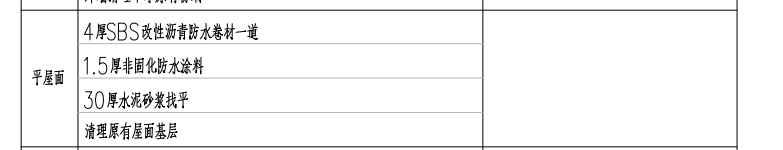 4厚SBS改性沥青防水卷材一道
平屋面
1.5厚非固化防水涂料
30厚水泥砂浆找平
清理原有屋面基层